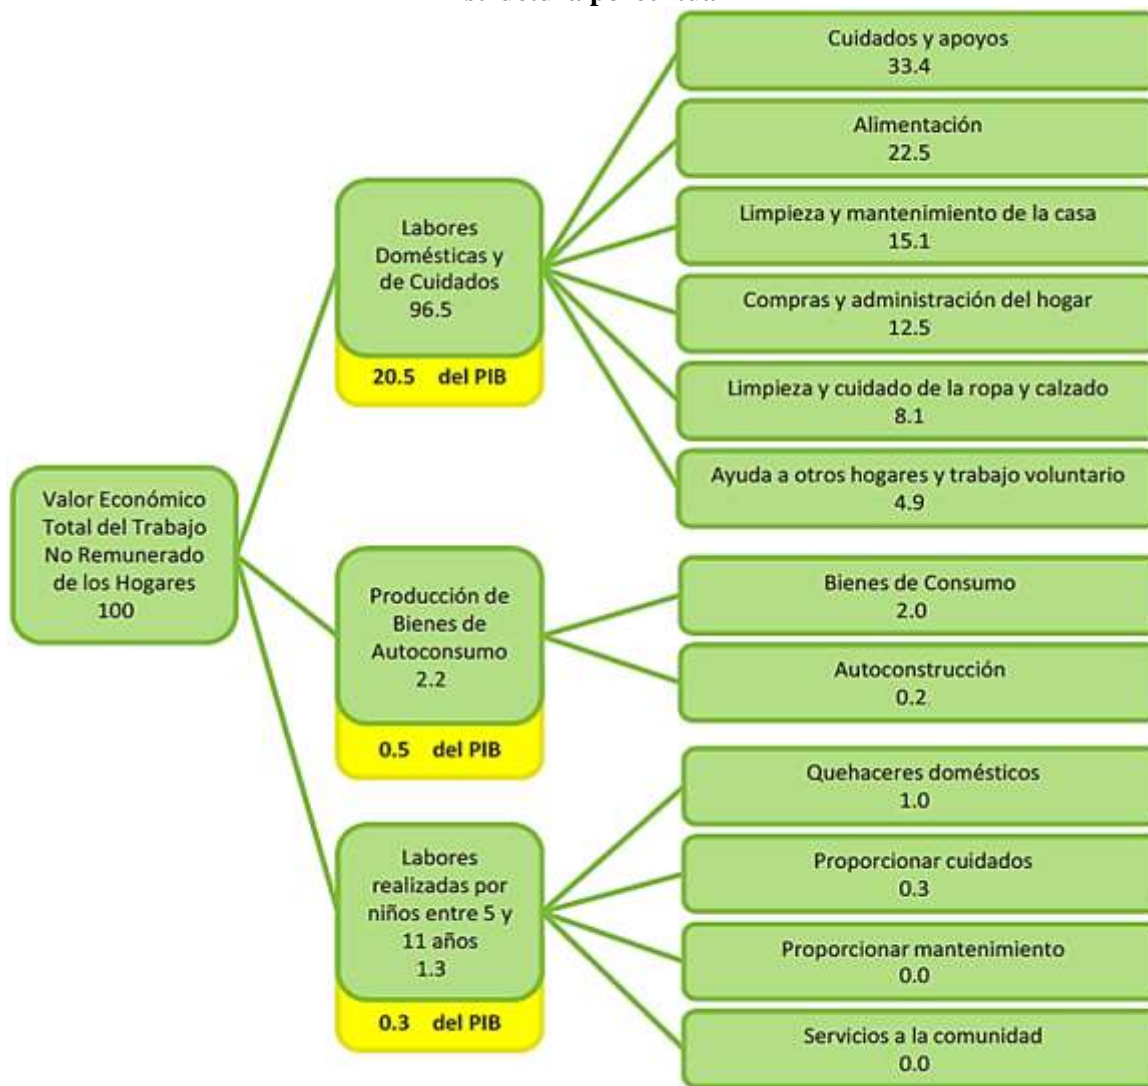 Valor Económico
Total del Trabajo
No Remunerado
de los Hogares
100
Labores
Domésticas y
de Cuidados
96.5
20.5 del PIB
Cuidados y apoyos
33.4
Alimentación
22.5
Limpieza y mantenimiento de la casa
15.1
Compras y administración del hogar
12.5
Limpieza y cuidado de la ropa y calzado
8.1
Ayuda a otros hogares y trabajo voluntario
4.9
Producción de
Bienes de
Autoconsumo
2.2
0.5 del PIB
Bienes de Consumo
2.0
Autoconstrucción
0.2
Labores
realizadas por
niños entre 5 y
11 años
1.3
0.3 del PIB
Quehaceres domésticos
1.0
Proporcionar cuidados
0.3
Proporcionar mantenimiento
0.0
Servicios a la comunidad
0.0